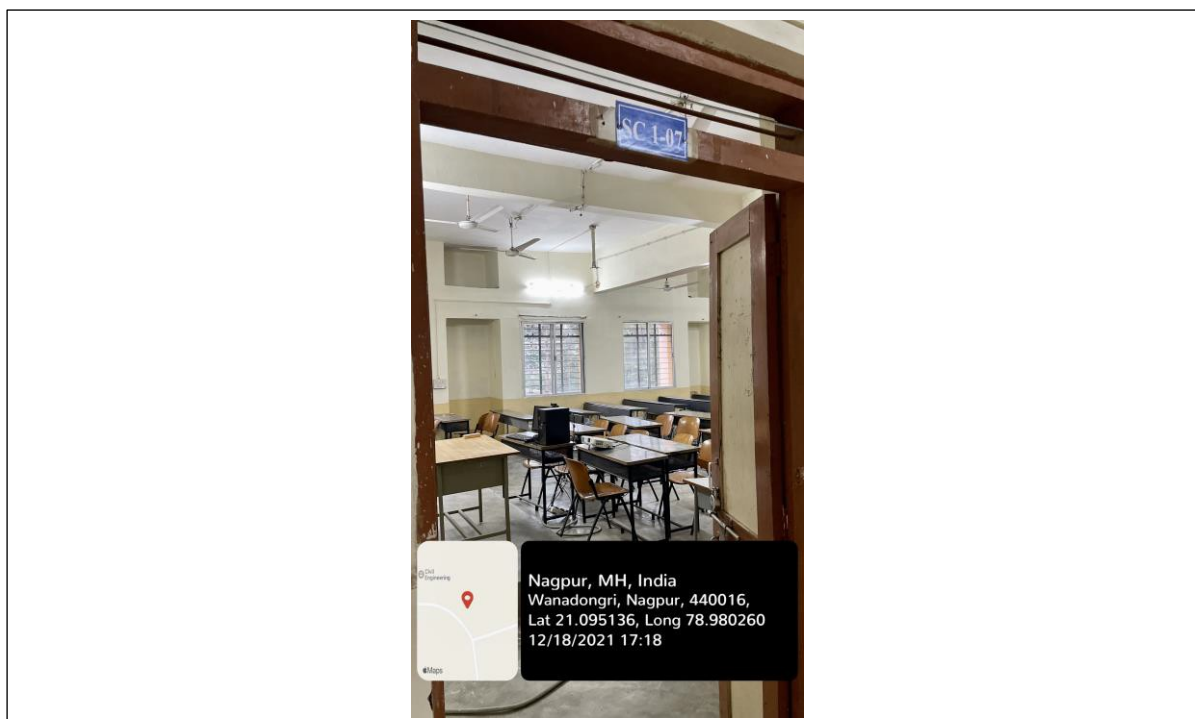 SC 1-07
Civil
Engineering
Maps
Nagpur, MH, India
Wanadongri, Nagpur, 440016,
Lat 21.095136, Long 78.980260
12/18/2021 17:18